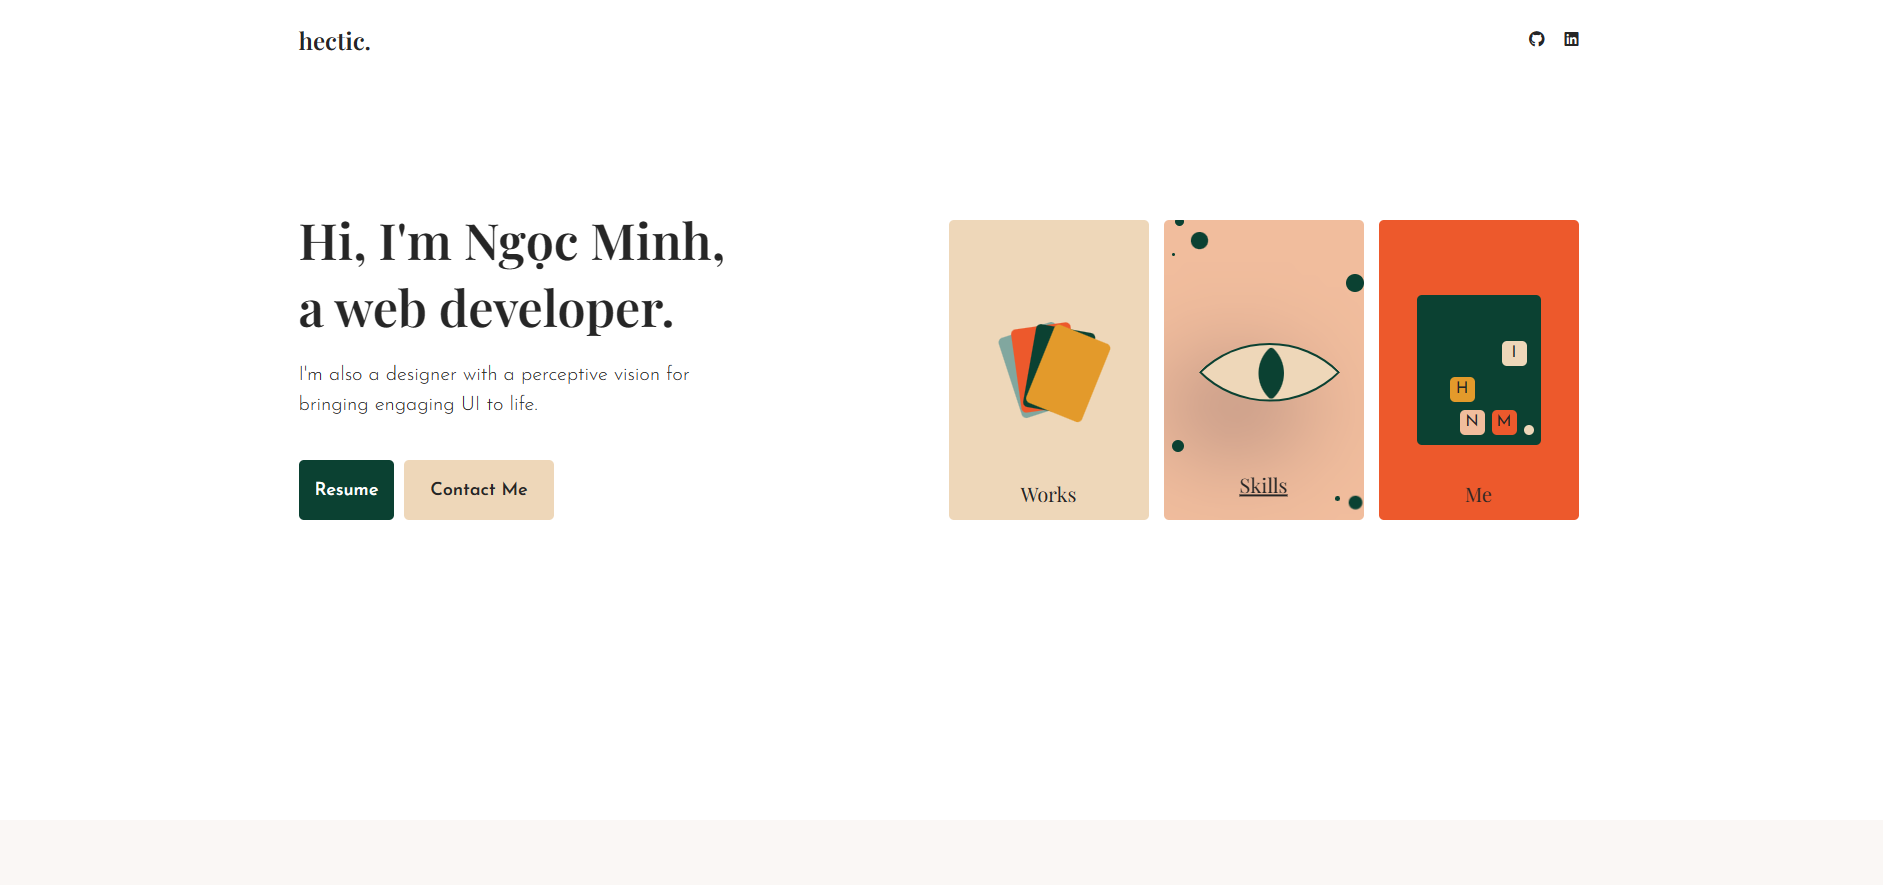 hectic.
Hi, I'm Ngọc Minh,
a web developer.
I'm also a designer with a perceptive vision for
bringing engaging UI to life.
Resume
Contact Me
Works
Skills
I
H
N
M
Me